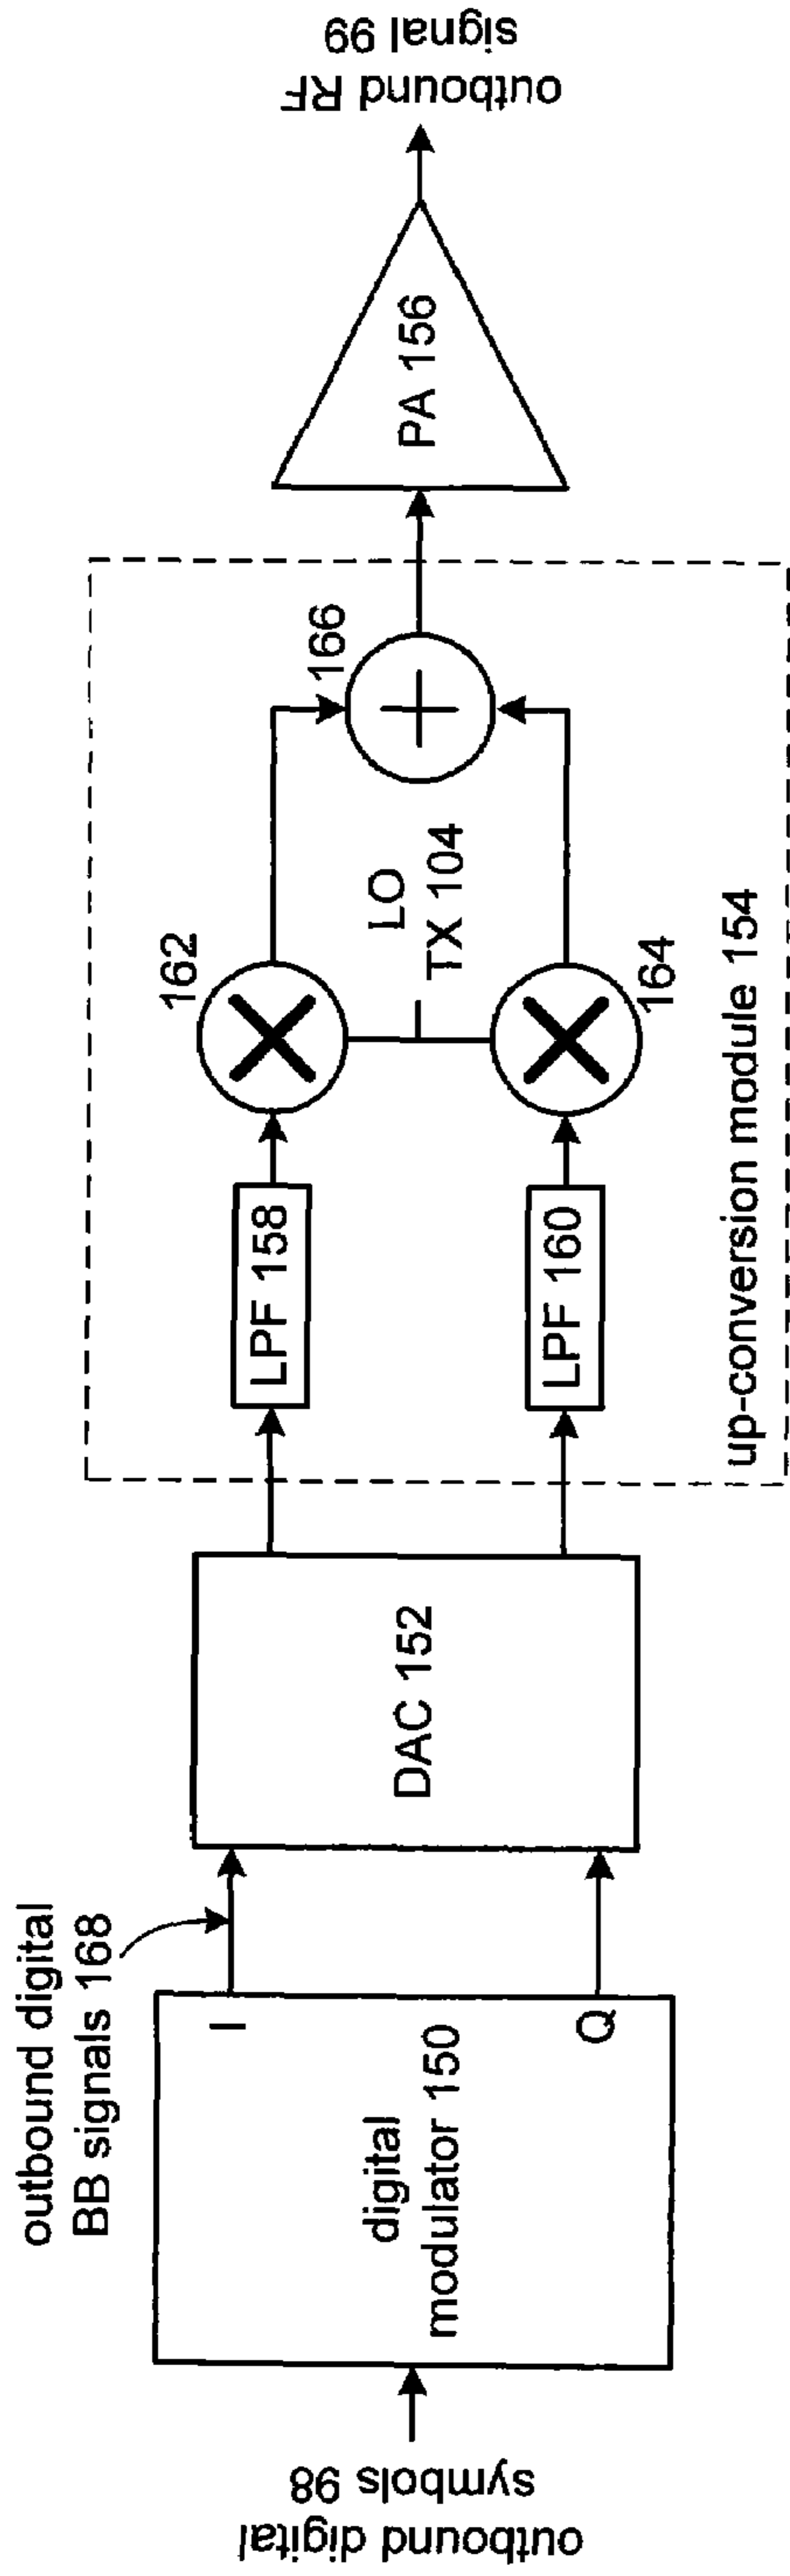 outbound digital
symbols 98
digital
modulator 150
I
Q
outbound digital
BB signals 168
DAC 152
LPF 158
LPF 160
162
164
LO
TX 104
166
up-conversion module 154
PA 156
outbound RF
signal 99